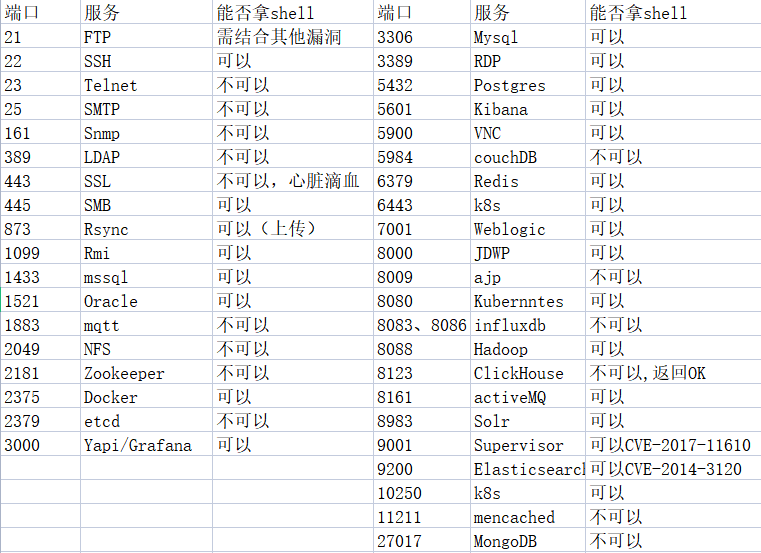 端口 服务 能否拿shell 端口 服务 能否拿shell
21 FTP 需结合其他漏洞 3306 Mysql 可以
22 SSH 可以 3389 RDP 可以
23 Telnet 不可以 5432 Postgres 可以
25 SMTP 不可以 5601 Kibana 可以
161 Snmp 不可以 5900 VNC 可以
389 LDAP 不可以 5984 couchDB 不可以
443 SSL 不可以，心脏滴血 6379 Redis 可以
445 SMB 可以 6443 k8s 可以
873 Rsync 可以（上传） 7001 Weblogic 可以
1099 Rmi 可以 8000 JDWP 可以
1433 mssql 可以 8009 ajp 不可以
1521 Oracle 可以 8080 Kubernntes 可以
1883 mqtt 不可以 8083、8086 influxdb 不可以
2049 NFS 不可以 8088 Hadoop 可以
2181 Zookeeper 不可以 8123 ClickHouse 不可以,返回OK
2375 Docker 可以 8161 activeMQ 可以
2379 etcd 不可以 8983 Solr 可以
3000 Yapi/Grafana 可以 9001 Supervisor 可以CVE-2017-11610
9200 Elasticsearch 可以CVE-2014-3120
10250 k8s 可以
11211 mencached 不可以
27017 MongoDB 不可以